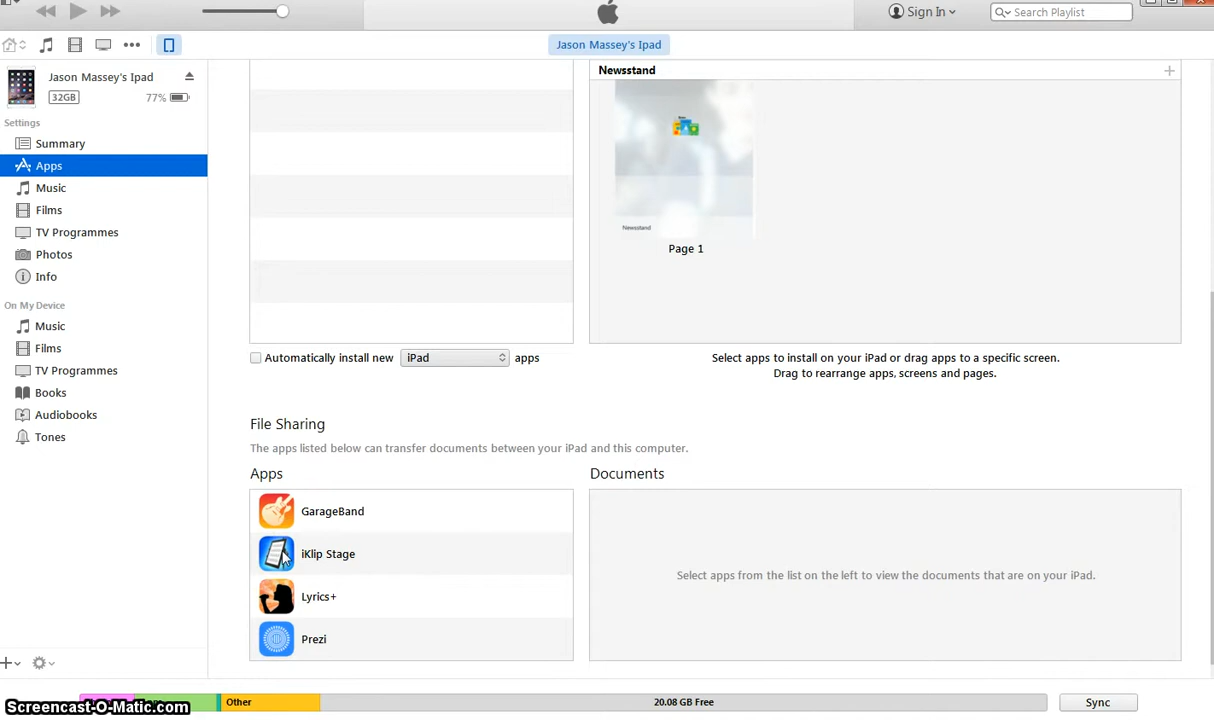 Sign In
Search Playlist
Jason Massey's Ipad
Jason Massey's Ipad
32GB
77%
Settings
Summary
Apps
Music
Films
TV Programmes
Photos
Info
On My Device
Music
Films
TV Programmes
Books
Audiobooks
Tones
Newsstand
Newsstand
Page 1
Automatically install new iPad apps
Select apps to install on your iPad or drag apps to a specific screen.
Drag to rearrange apps, screens and pages.
File Sharing
The apps listed below can transfer documents between your iPad and this computer.
Apps
Documents
GarageBand
iKlip Stage
Lyrics+
Prezi
Select apps from the list on the left to view the documents that are on your iPad.
Other
20.08 GB Free
Sync
Screencast-O-Matic.com